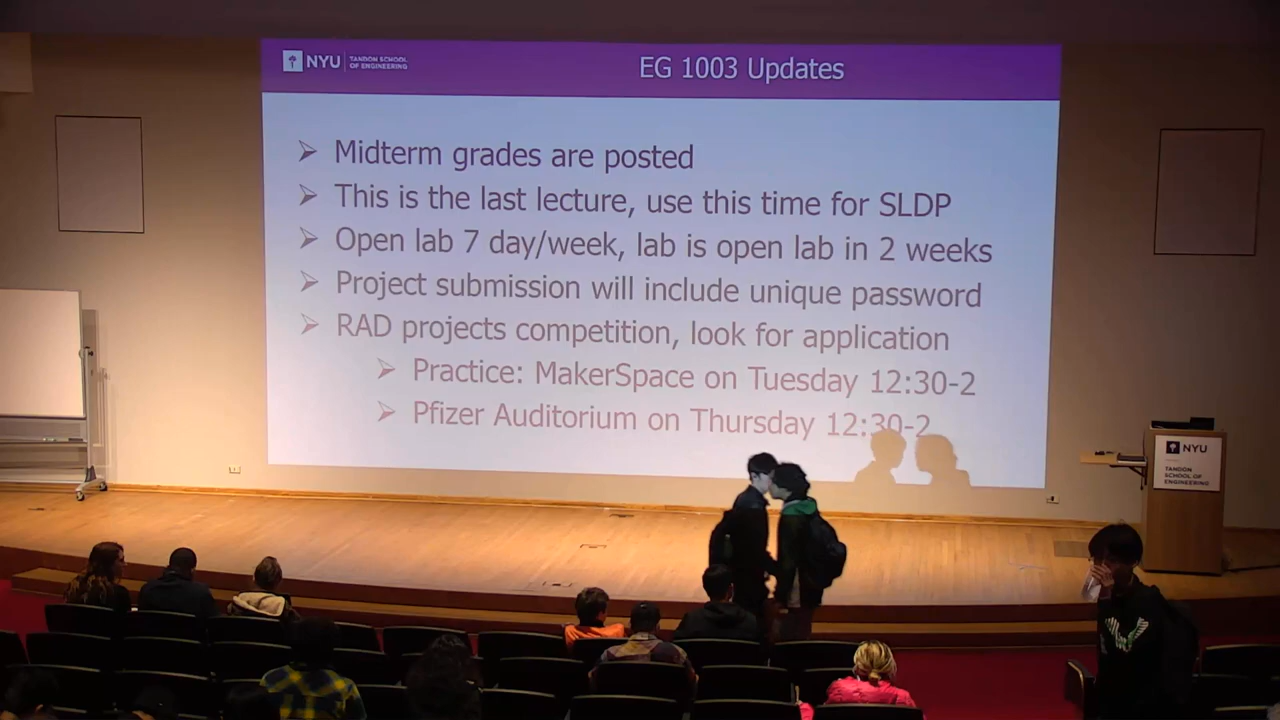 NYU TANDON SCHOOL
OF ENGINEERING
EG 1003 Updates
Midterm grades are posted
This is the last lecture, use this time for SLDP
Open lab 7 day/week, lab is open lab in 2 weeks
Project submission will include unique password
RAD projects competition, look for application
Practice: MakerSpace on Tuesday 12:30-2
Pfizer Auditorium on Thursday 12:30-2
NYU
TANDON
SCHOOL OF
ENGINEERING